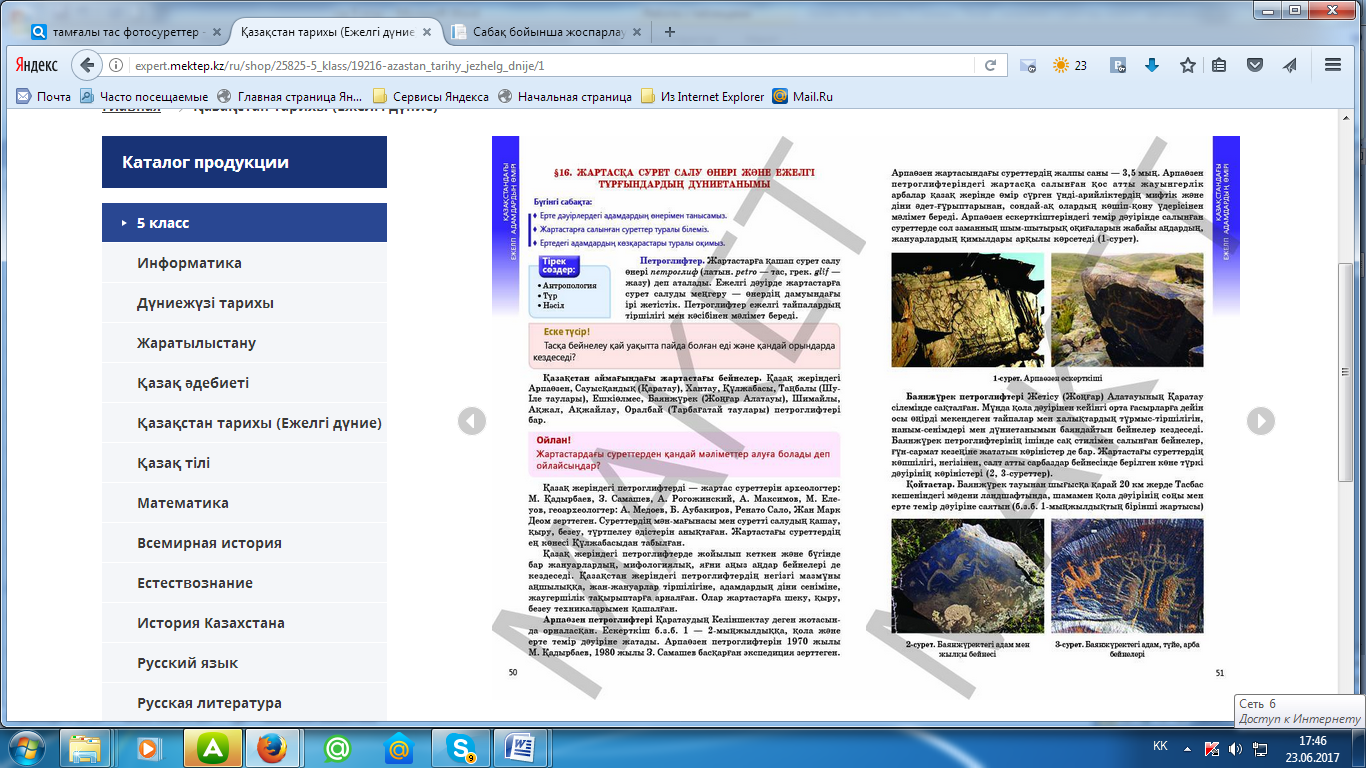 тамғалы тас фотосуреттер -
Қазақстан тарихы (Ежелгі дүние
Сабақ бойынша жоспарлау
Яндекс
expert.mektep.kz/ru/shop/25825-5_klass/19216-azastan_tarihy_jezhelg_dnije/1
23
Почта
Часто посещаемые
Главная страница Ян...
Сервисы Яндекса
Начальная страница
Из Internet Explorer
Mail.Ru
Главная
Қазақстан тарихы (Ежелгі дүние)
Каталог продукции
5 класс
Информатика
Дүниежүзі тарихы
Жаратылыстану
Қазақ әдебиеті
Қазақстан тарихы (Ежелгі дүние)
Қазақ тілі
Математика
Всемирная история
Естествознание
История Казахстана
Русский язык
Русская литература
ҚАЗАҚСТАНДАҒЫ
ЕЖЕЛГІ АДАМДАРДЫҢ ӨМІРІ
§16. ЖАРТАСҚА СУРЕТ САЛУ ӨНЕРІ ЖӘНЕ ЕЖЕЛГІ
ТҰРҒЫНДАРДЫҢ ДҮНИЕТАНЫМЫ
Бүгінгі сабақта:
Ерте дәуірлердегі адамдардың өнерімен танысамыз.
Жартастарға салынған суреттер туралы білеміз.
Ертедегі адамдардың көзқарастары туралы оқимыз.
Тірек
сөздер:
• Антропология
• Түр
• Нәсіл
Петроглифтер. Жартастарға қашап сурет салу
өнері петроглиф (латын. petro — тас, грек. glif —
жазу) деп аталады. Ежелгі дәуірде жартастарға
сурет салуды меңгеру — өнердің дамуындағы
ірі жетістік. Петроглифтер ежелгі тайпалардың
тіршілігі мен кәсібінен мәлімет береді.
Еске түсір!
Тасқа бейнелеу қай уақытта пайда болған еді және қандай орындарда
кездеседі?
Қазақстан аймағындағы жартастағы бейнелер. Қазақ жеріндегі
Арпаөзен, Сауысқандық (Қаратау), Хантау, Құлжабасы, Таңбалы (Шу-
Іле таулары), Ешкіөлмес, Баянжүрек (Жоңғар Алатауы), Шимайлы,
Ақжал, Ақжайлау, Оралбай (Тарбағатай таулары) петроглифтері
бар.
Ойлан!
Жартастардағы суреттерден қандай мәліметтер алуға болады деп
ойлайсыңдар?
Қазақ жеріндегі петроглифтерді — жартас суреттерін археологтер:
М. Қадырбаев, З. Самашев, А. Рогожинский, А. Максимов, М. Еле-
уов, геоархеологтер: А. Медоев, Б. Аубакиров, Ренато Сало, Жан Марк
Деом зерттеген. Суреттердің мән-мағынасы мен суретті салудың қашау,
қыру, безеу, түртпелеу әдістерін анықтаған. Жартастағы суреттердің
ең көнесі Құлжабасыдан табылған.
Қазақ жеріндегі петроглифтерде жойылып кеткен және бүгінде
бар жануарлардың, мифологиялық, яғни аңыз аңдар бейнелері де
кездеседі. Қазақстан жеріндегі петроглифтердің негізгі мазмұны
аңшылыққа, жан-жануарлар тіршілігіне, адамдардың діни сеніміне,
жаугершілік тақырыптарға арналған. Олар жартастарға шеку, қыру,
безеу техникаларымен қашалған.
Арпаөзен петроглифтері Қаратаудың Келіншектау деген жотасын-
да орналасқан. Ескерткіш б.з.б. 1 — 2-мыңжылдыққа, қола және
ерте темір дәуіріне жатады. Арпаөзен петроглифтерін 1970 жылы
М. Қадырбаев, 1980 жылы З. Самашев басқарған экспедиция зерттеген.
50
Арпаөзен жартасындағы суреттердің жалпы саны — 3,5 мың. Арпаөзен
петроглифтеріндегі жартасқа салынған қос атты жауынгерлік
арбалар қазақ жерінде өмір сүрген үнді-арийліктердің мифтік және
діни әдет-ғұрыптарынан, сондай-ақ олардың көшіп-қону үдерісінен
мәлімет береді. Арпаөзен ескерткіштеріндегі темір дәуірінде салынған
суреттерде сол заманның шым-шытырық оқиғаларын жабайы аңдардың,
жануарлардың қимылдары арқылы көрсетеді (1-сурет).
1-сурет. Арпаөзен ескерткіші
Баянжүрек петроглифтері Жетісу (Жоңғар) Алатауының Қаратау
сілемінде сақталған. Мұнда қола дәуірінен кейінгі орта ғасырларға дейін
осы өңірді мекендеген тайпалар мен халықтардың тұрмыс-тіршілігін,
наным-сенімдері мен дүниетанымын баяндайтын бейнелер кездеседі.
Баянжүрек петроглифтерінің ішінде сақ стилімен салынған бейнелер,
ғұн-сармат кезеңіне жататын көріністер де бар. Жартастағы суреттердің
көпшілігі, негізінен, салт атты сарбаздар бейнесінде берілген көне түркі
дәуірінің көріністері (2, 3-суреттер).
Қойтастар. Баянжүрек тауынан шығысқа қарай 20 км жерде Тасбас
кешеніндегі мәдени ландшафтында, шамамен қола дәуірінің соңы мен
ерте темір дәуіріне саятын (б.з.б. 1-мыңжылдықтың бірінші жартысы)
2-сурет. Баянжүректегі адам мен
жылқы бейнесі
3-сурет. Баянжүректегі адам, түйе, арба
бейнелері
51
ҚАЗАҚСТАНДАҒЫ
ЕЖЕЛГІ АДАМДАРДЫҢ ӨМІРІ
МАКЕТ
МАКЕТ
Сеть 6
Доступ к Интернету
KK
17:46
23.06.2017